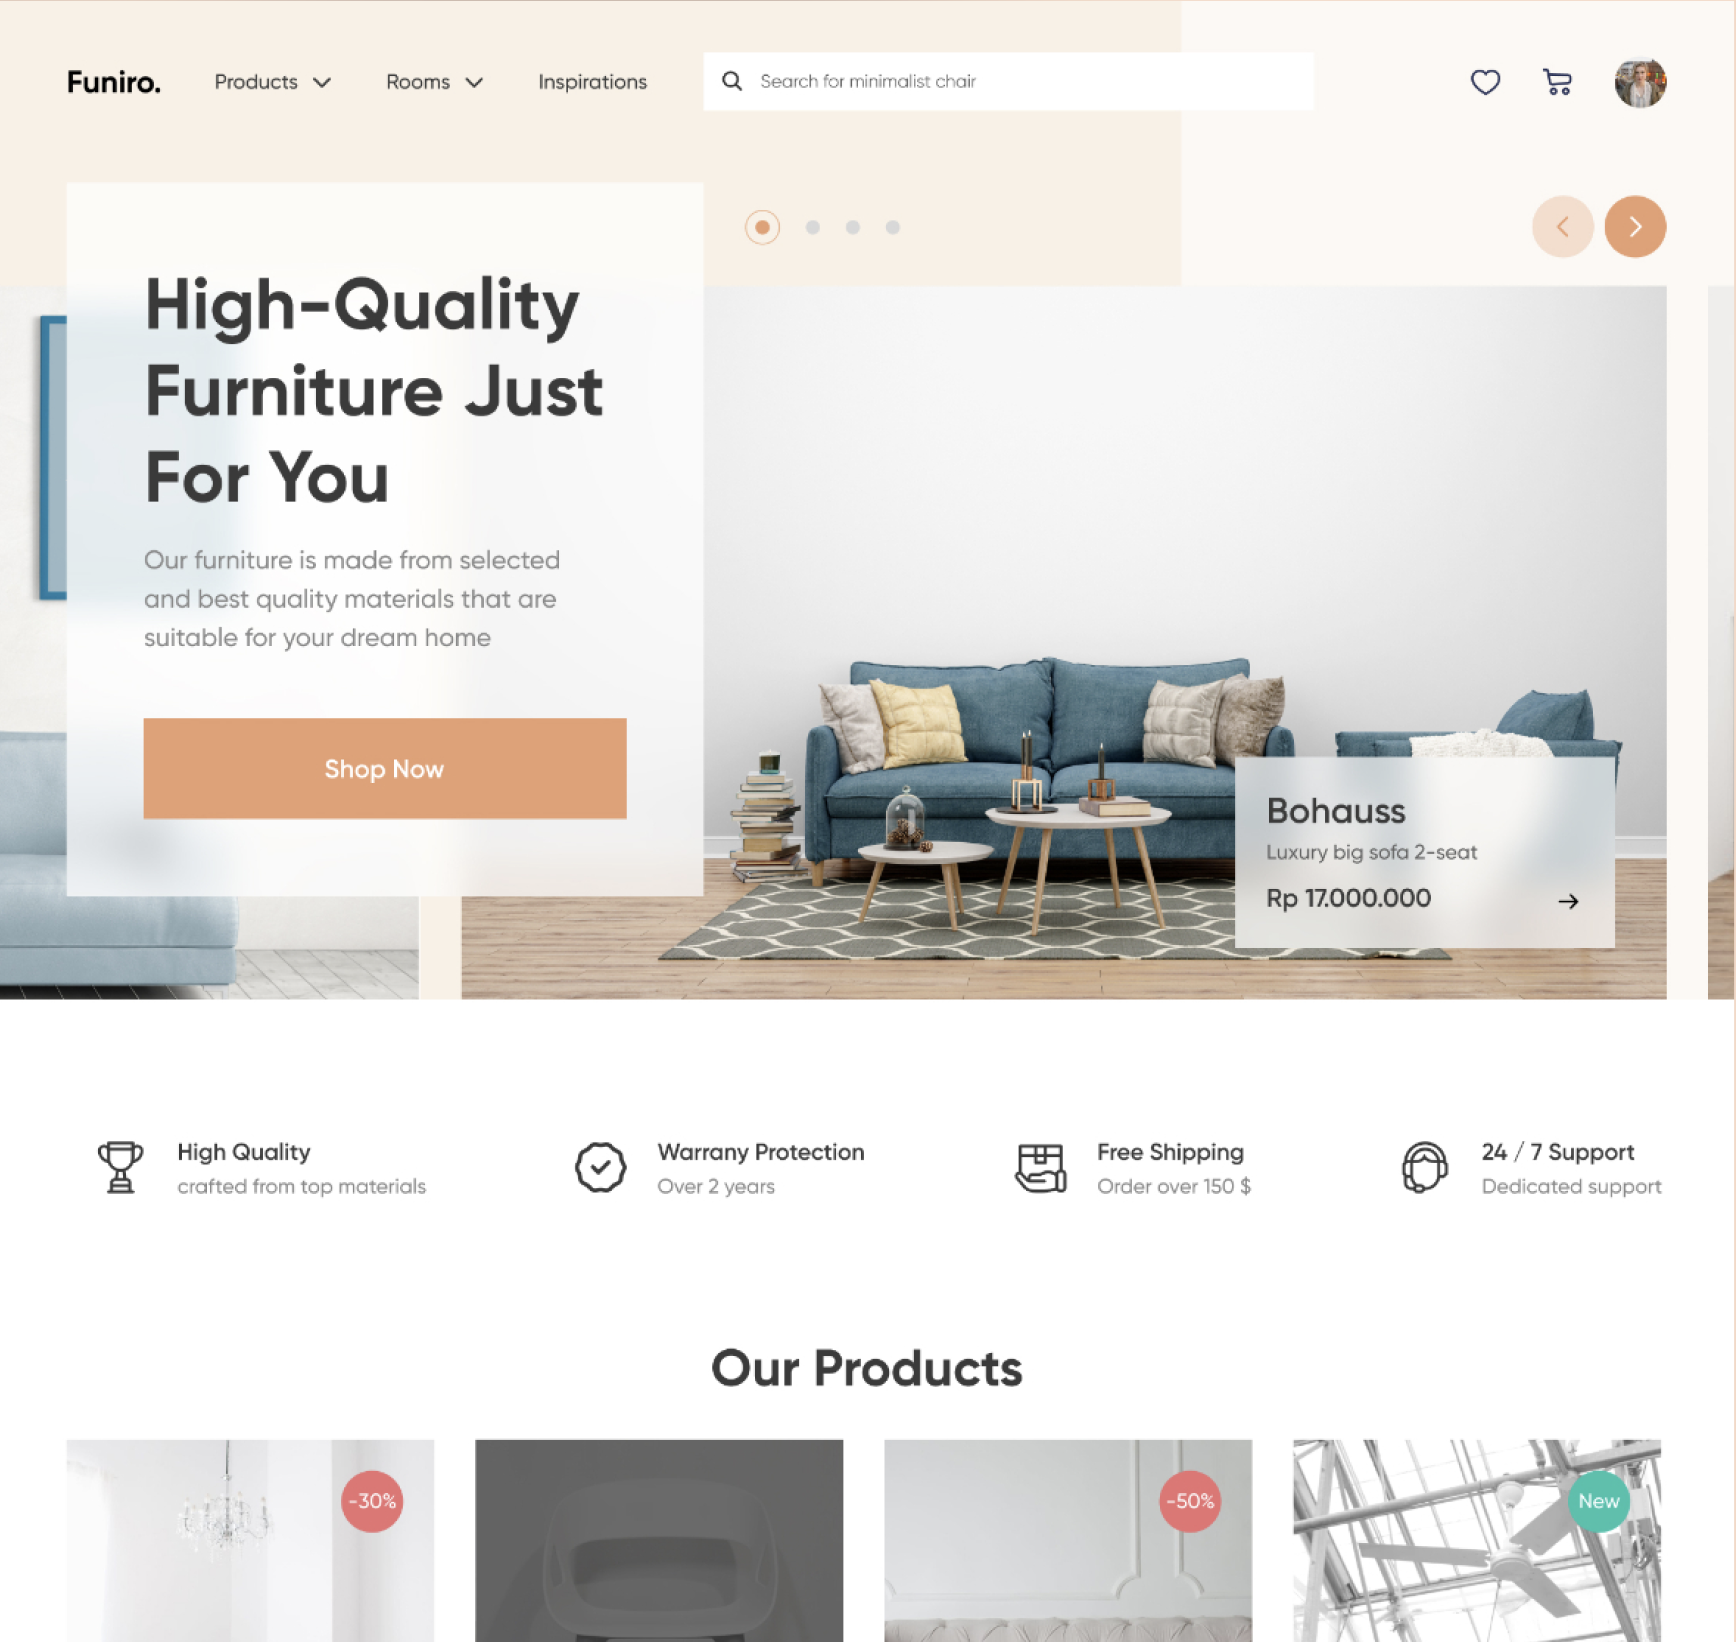 Funiro.
Products
Rooms
Inspirations
Search for minimalist chair
High-Quality
Furniture Just
For You
Our furniture is made from selected
and best quality materials that are
suitable for your dream home
Shop Now
Bohauss
Luxury big sofa 2-seat
Rp 17.000.000
High Quality
crafted from top materials
Warrany Protection
Over 2 years
Free Shipping
Order over 150 $
24 / 7 Support
Dedicated support
Our Products
-30%
-50%
New